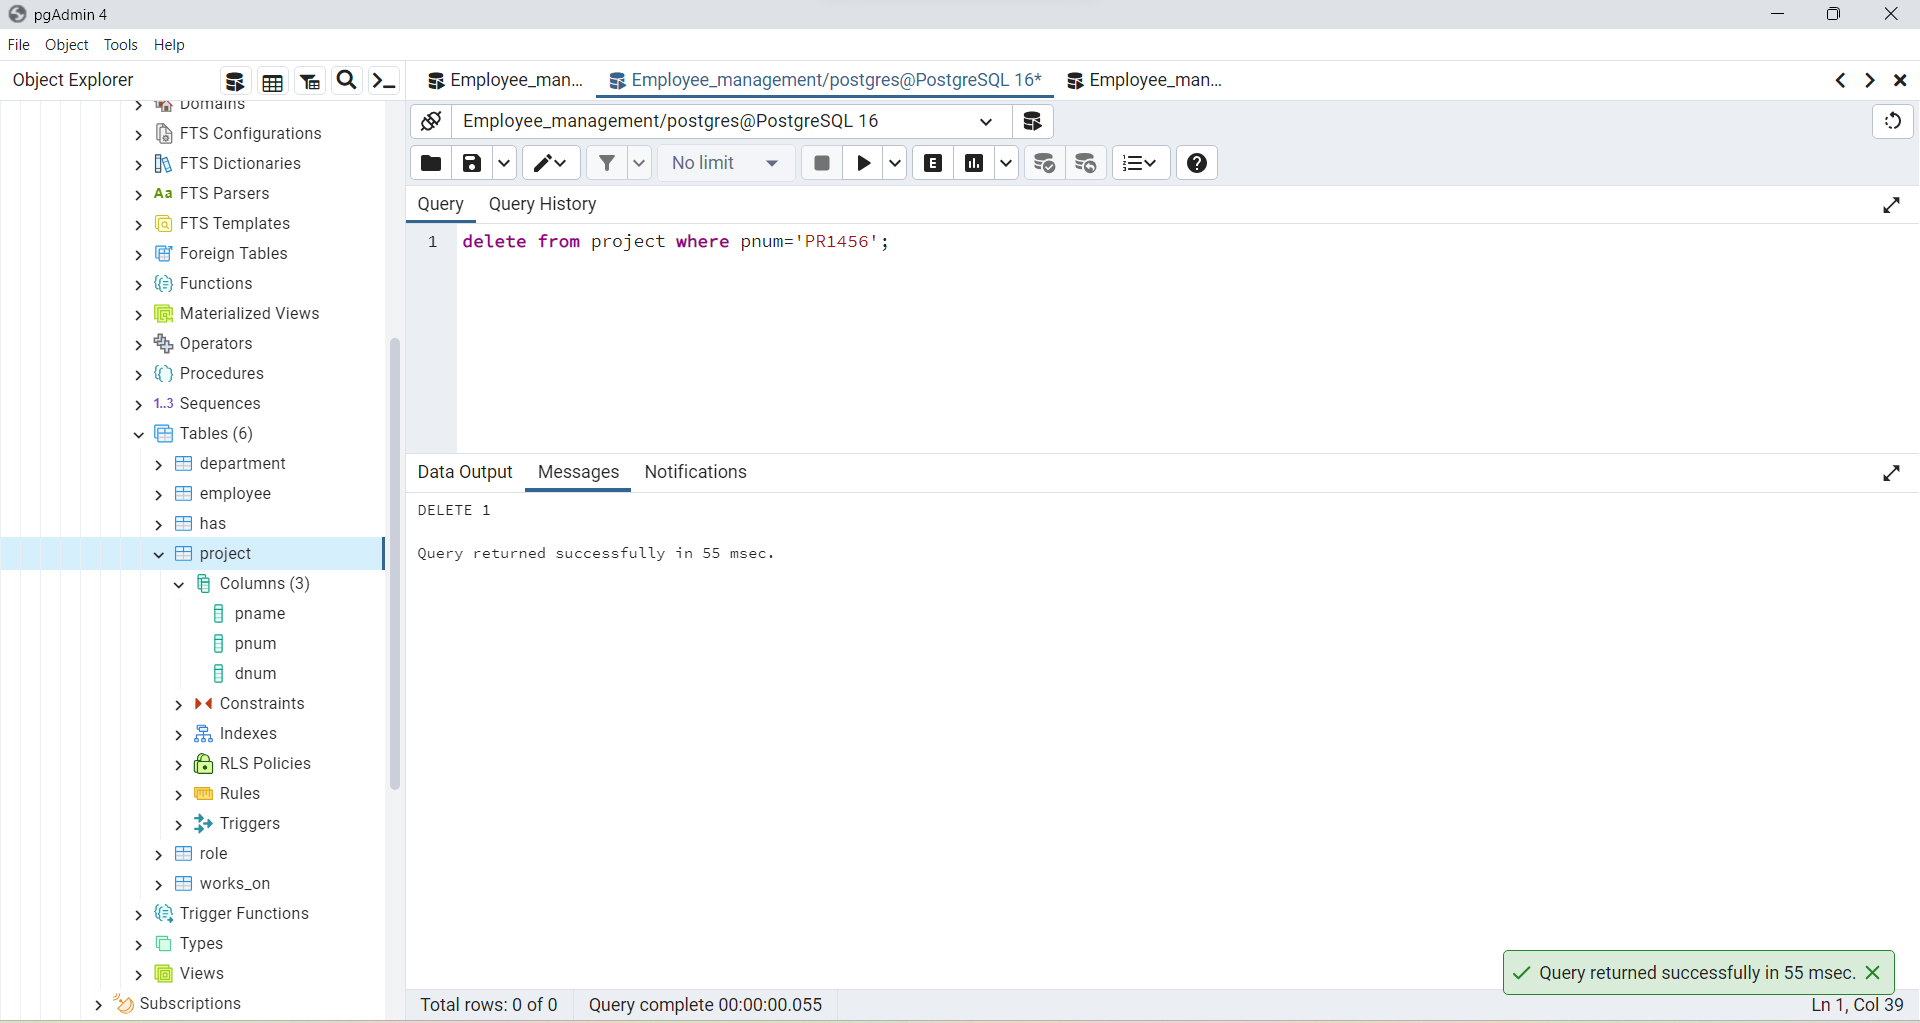 pgAdmin 4
File Object Tools Help
Object Explorer
Employee_man...
Employee_management/postgres@PostgreSQL 16*
Employee_man...
Domains
FTS Configurations
FTS Dictionaries
Aa FTS Parsers
FTS Templates
Foreign Tables
Functions
Materialized Views
Operators
Procedures
1..3 Sequences
Tables (6)
department
employee
has
project
Columns (3)
pname
pnum
dnum
Constraints
Indexes
RLS Policies
Rules
Triggers
role
works_on
Trigger Functions
Types
Views
Subscriptions
Employee_management/postgres@PostgreSQL 16
No limit
E
Query Query History
1 delete from project where pnum='PR1456';
Data Output Messages Notifications
DELETE 1
Query returned successfully in 55 msec.
Query returned successfully in 55 msec.
Total rows: 0 of 0 Query complete 00:00:00.055 Ln 1, Col 39